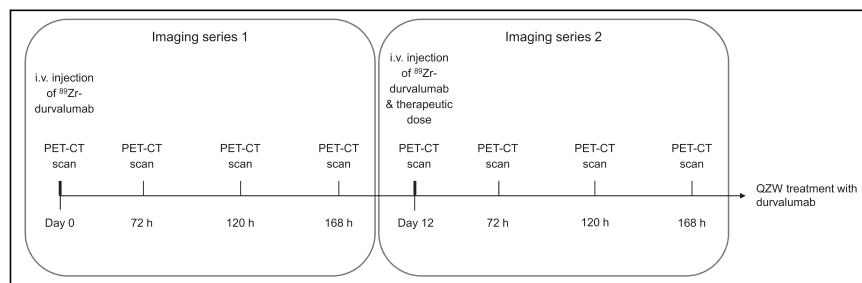 Imaging series 1
Imaging series 2
i.v. injection
of ⁸⁹Zr-
durvalumab
i.v. injection
of ⁸⁹Zr-
durvalumab
& therapeutic
dose
PET-CT
scan
PET-CT
scan
PET-CT
scan
PET-CT
scan
PET-CT
scan
PET-CT
scan
PET-CT
scan
PET-CT
scan
QZW treatment with
durvalumab
Day 0
72 h
120 h
168 h
Day 12
72 h
120 h
168 h